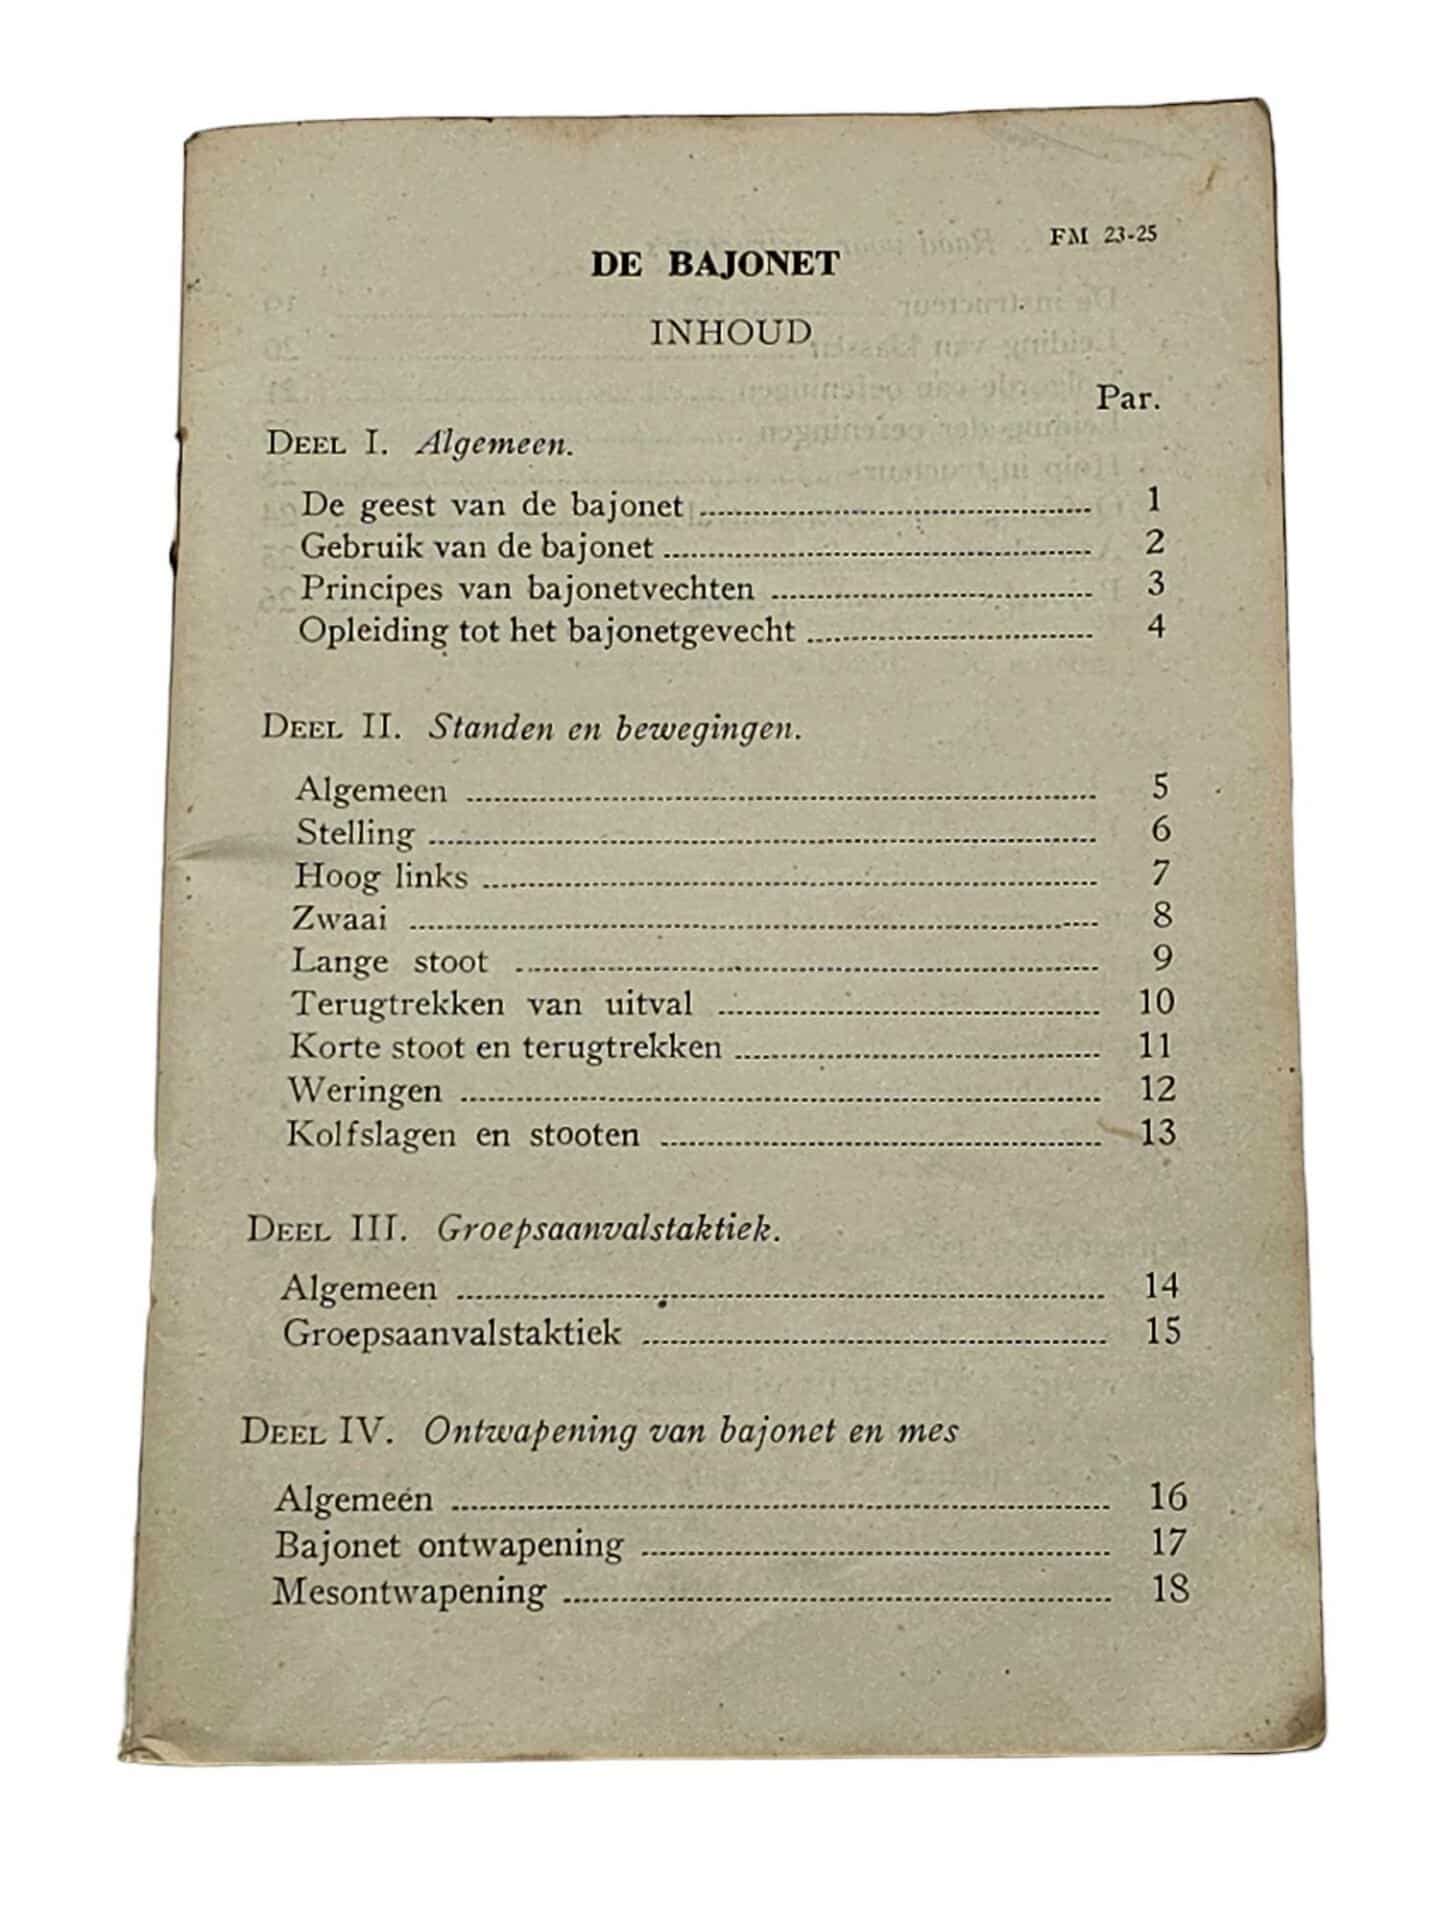 FM 23-25
DE BAJONET
INHOUD
Par.
DEEL I. Algemeen.
De geest van de bajonet 1
Gebruik van de bajonet 2
Principes van bajonetvechten 3
Opleiding tot het bajonetgevecht 4
DEEL II. Standen en bewegingen.
Algemeen 5
Stelling 6
Hoog links 7
Zwaai 8
Lange stoot 9
Terugtrekken van uitval 10
Korte stoot en terugtrekken 11
Weringen 12
Kolfslagen en stooten 13
DEEL III. Groepsaanvalstaktiek.
Algemeen 14
Groepsaanvalstaktiek 15
DEEL IV. Ontwapening van bajonet en mes
Algemeen 16
Bajonet ontwapening 17
Mesontwapening 18